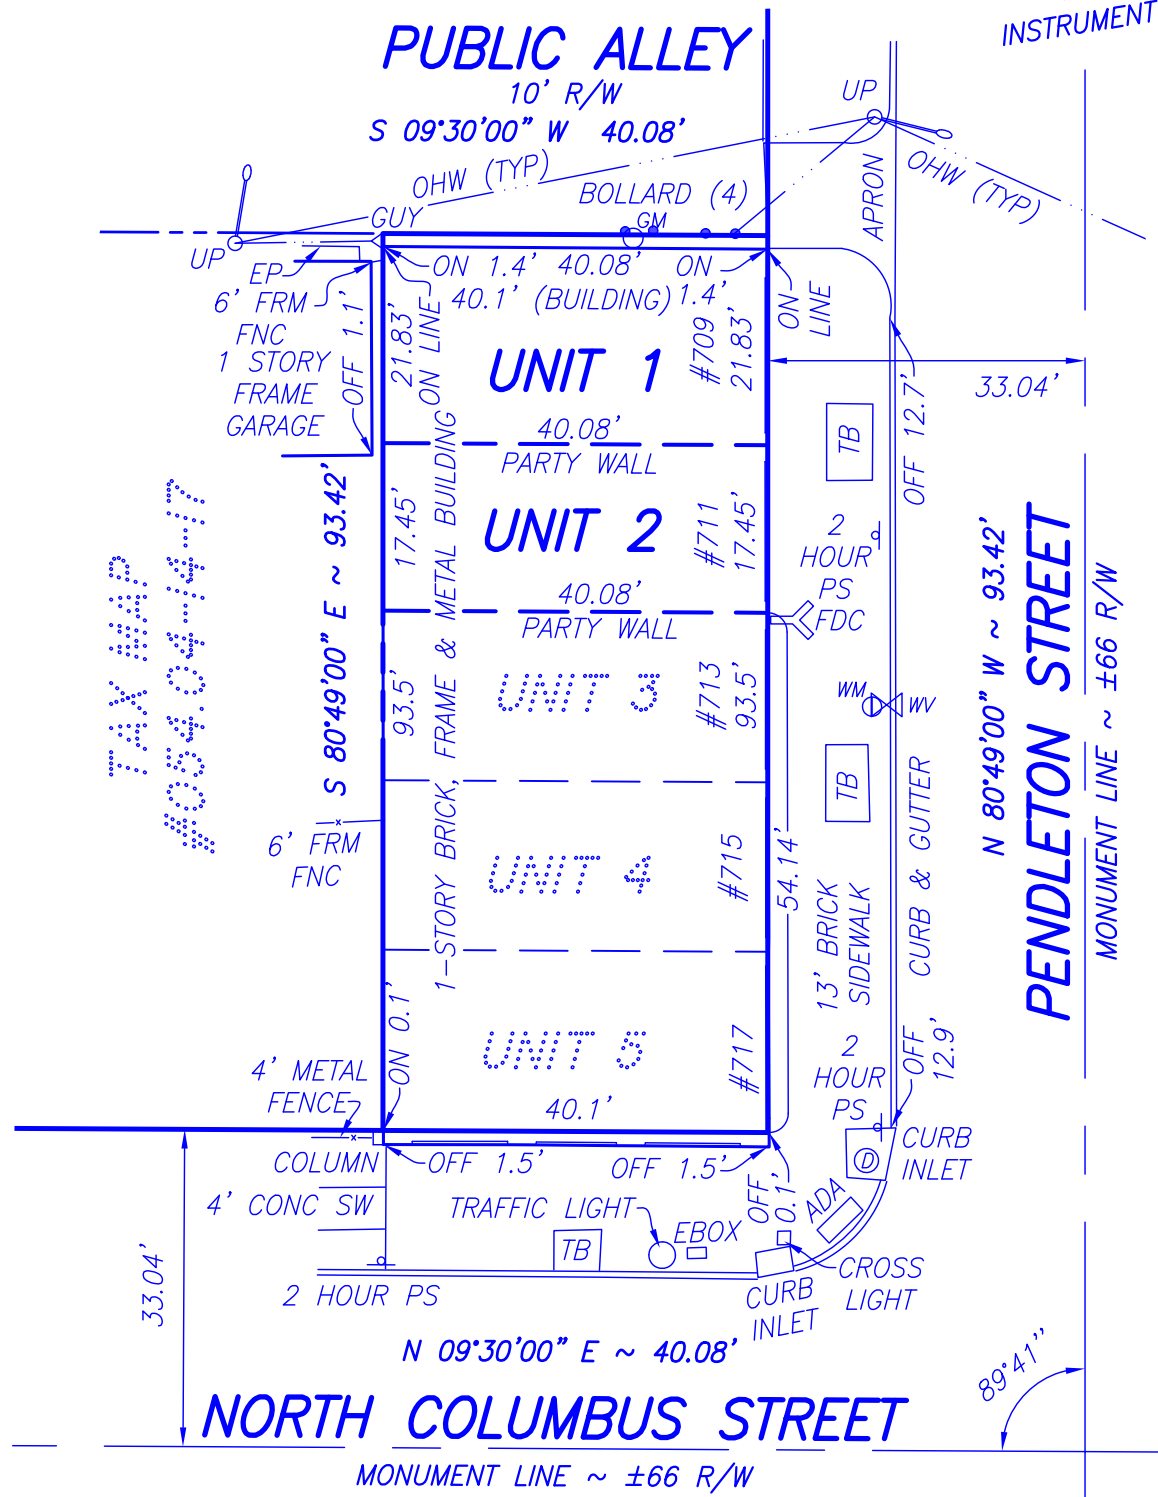 INSTRUMENT
PUBLIC ALLEY
10' R/W
S 09°30'00" W 40.08'
UP
OHW (TYP)
OHW (TYP)
BOLLARD (4)
APRON
GUY
GM
UP
EP
6' FRM
FNC
ON 1.4' 40.08' ON
1.4'
40.1' (BUILDING)
ON LINE
ON
LINE
1 STORY
FRAME
GARAGE
OFF 1.1'
21.83'
UNIT 1
#709
21.83'
33.04'
OFF 12.7'
TB
40.08'
PARTY WALL
TAX MAP
#054.04-14-17
S 80°49'00" E ~ 93.42'
17.45'
UNIT 2
#711
17.45'
2
HOUR
PS
FDC
40.08'
PARTY WALL
N 80°49'00" W ~ 93.42'
PENDLETON STREET
MONUMENT LINE ~ ±66 R/W
93.5'
UNIT 3
#713
93.5'
WM
WV
TB
1-STORY BRICK, FRAME & METAL BUILDING
6' FRM
FNC
UNIT 4
#715
54.14'
13' BRICK
SIDEWALK
CURB & GUTTER
ON 0.1'
UNIT 5
#717
2
HOUR
PS
OFF
12.9'
4' METAL
FENCE
40.1'
COLUMN
OFF 1.5'
OFF 1.5'
D
CURB
INLET
4' CONC SW
TRAFFIC LIGHT
EBOX
OFF
0.1'
ADA
TB
CROSS
LIGHT
2 HOUR PS
CURB
INLET
33.04'
N 09°30'00" E ~ 40.08'
89°41"
NORTH COLUMBUS STREET
MONUMENT LINE ~ ±66 R/W